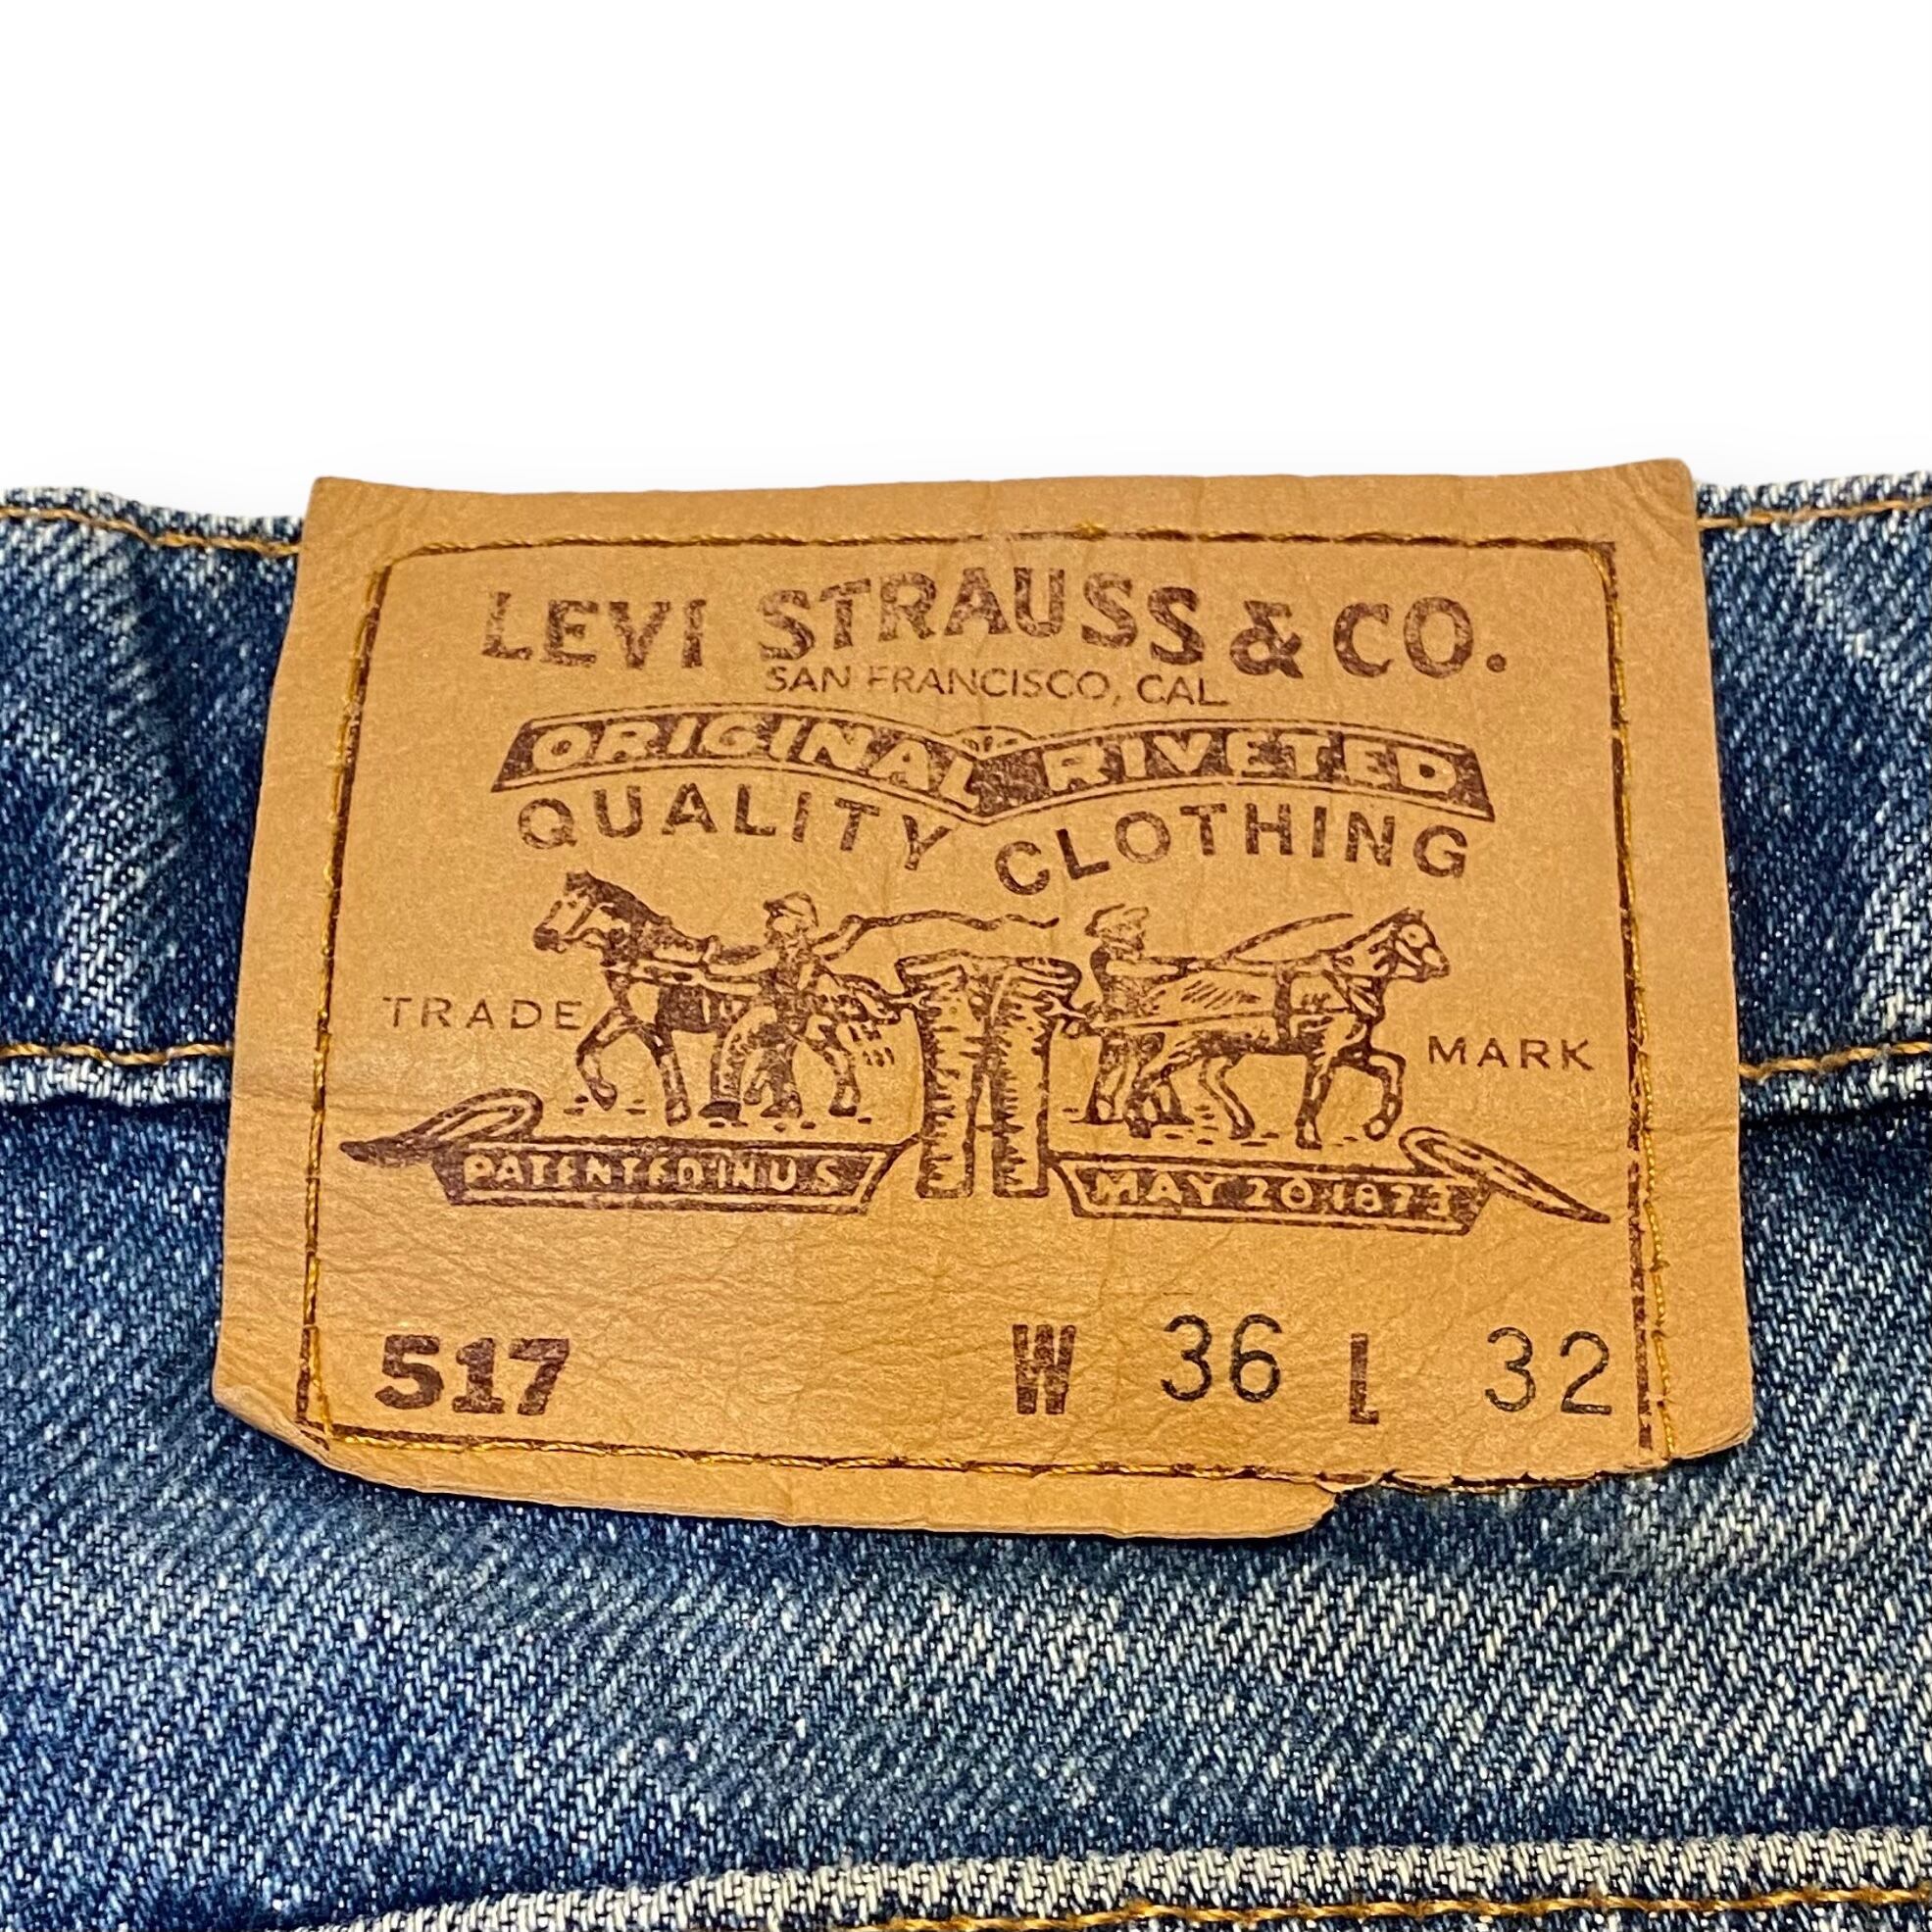 LEVI STRAUSS & CO.
SAN FRANCISCO, CAL.
ORIGINAL RIVETED
QUALITY CLOTHING
TRADE MARK
PATENTED IN U.S.
MAY 20 1873
517 W 36 L 32